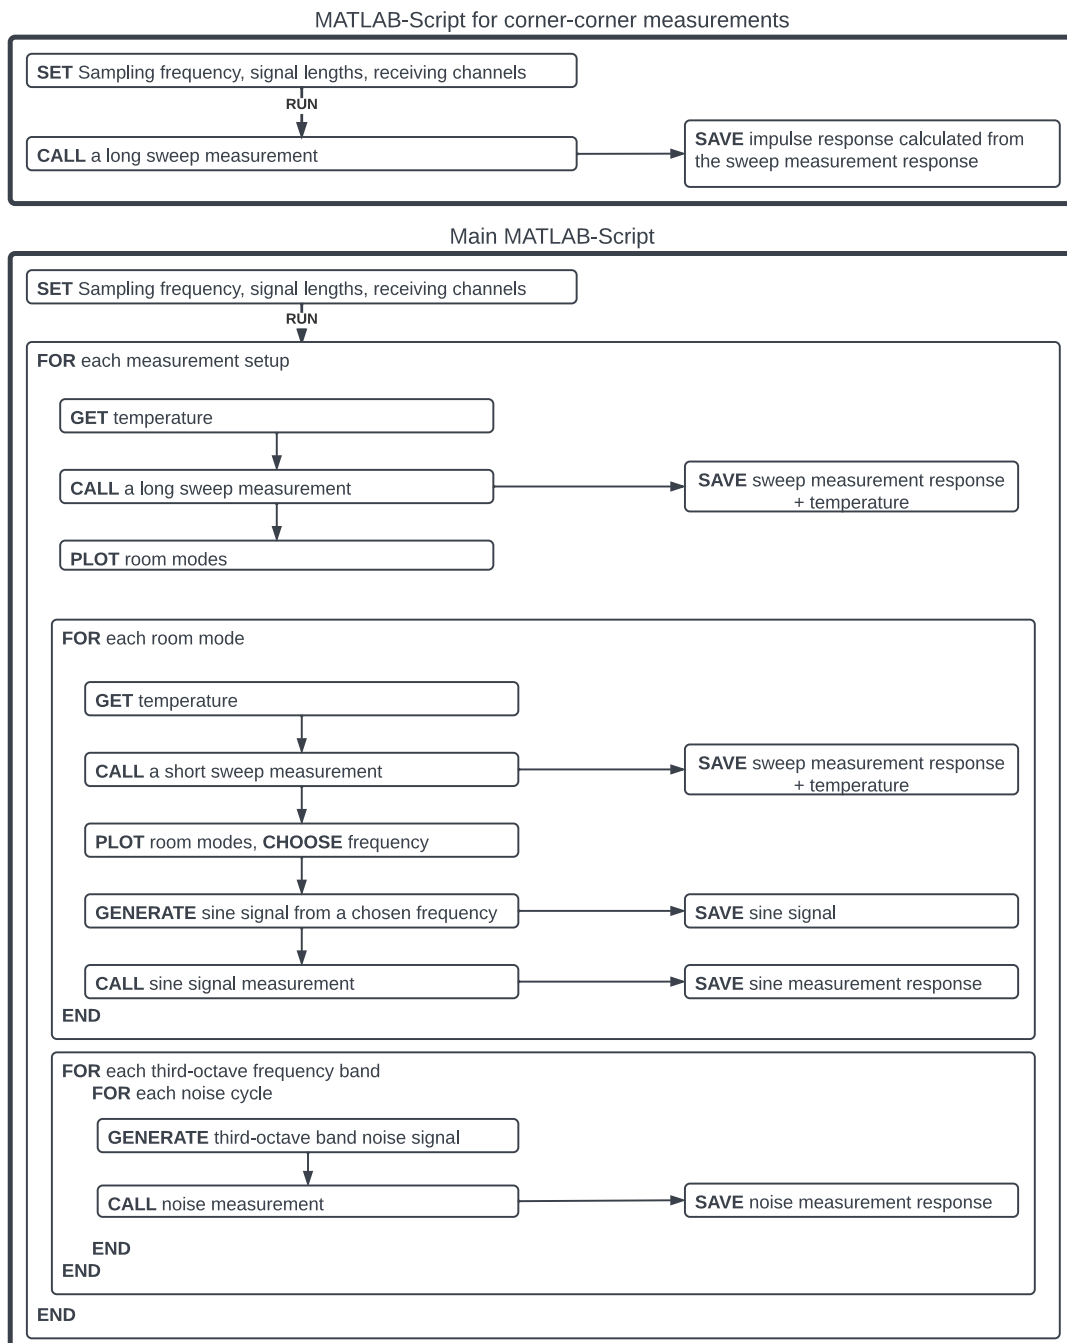 MATLAB-Script for corner-corner measurements
SET Sampling frequency, signal lengths, receiving channels
RUN
CALL a long sweep measurement
SAVE impulse response calculated from
the sweep measurement response
Main MATLAB-Script
SET Sampling frequency, signal lengths, receiving channels
RUN
FOR each measurement setup
GET temperature
CALL a long sweep measurement
SAVE sweep measurement response
+ temperature
PLOT room modes
FOR each room mode
GET temperature
CALL a short sweep measurement
SAVE sweep measurement response
+ temperature
PLOT room modes, CHOOSE frequency
GENERATE sine signal from a chosen frequency
SAVE sine signal
CALL sine signal measurement
SAVE sine measurement response
END
FOR each third-octave frequency band
FOR each noise cycle
GENERATE third-octave band noise signal
CALL noise measurement
SAVE noise measurement response
END
END
END